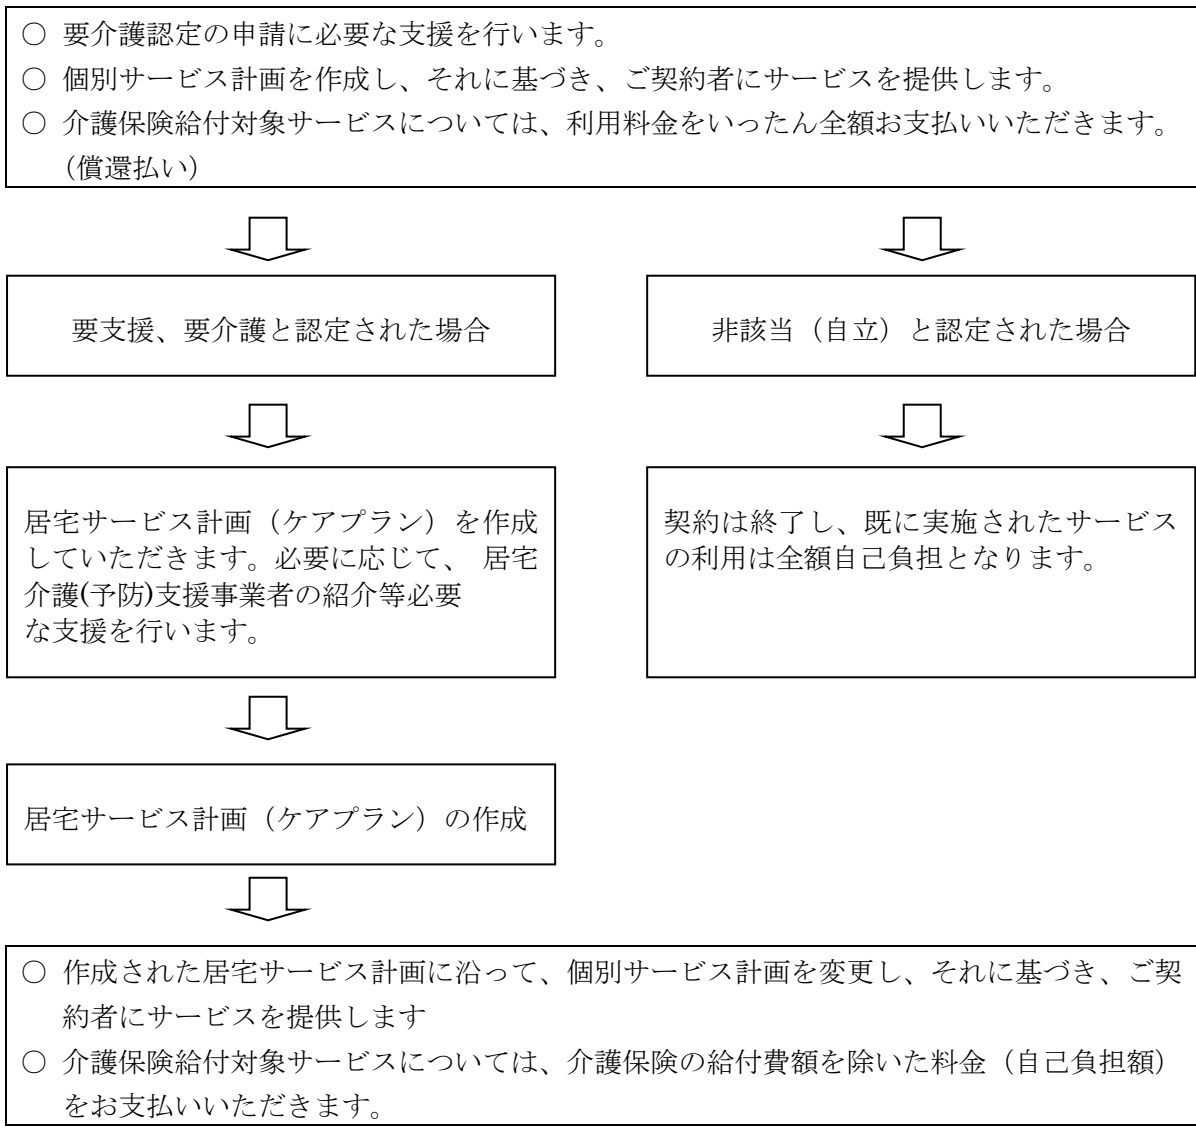 ○ 要介護認定の申請に必要な支援を行います。
○ 個別サービス計画を作成し、それに基づき、ご契約者にサービスを提供します。
○ 介護保険給付対象サービスについては、利用料金をいったん全額お支払いいただきます。
（償還払い）
要支援、要介護と認定された場合
非該当（自立）と認定された場合
居宅サービス計画（ケアプラン）を作成
していただきます。必要に応じて、 居宅
介護(予防)支援事業者の紹介等必要
な支援を行います。
契約は終了し、既に実施されたサービス
の利用は全額自己負担となります。
居宅サービス計画（ケアプラン）の作成
○ 作成された居宅サービス計画に沿って、個別サービス計画を変更し、それに基づき、ご契
約者にサービスを提供します
○ 介護保険給付対象サービスについては、介護保険の給付費額を除いた料金（自己負担額）
をお支払いいただきます。